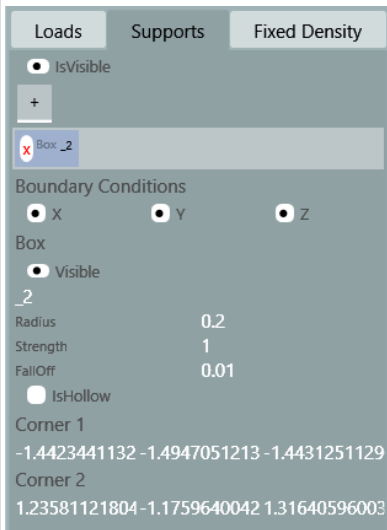 Loads Supports Fixed Density
IsVisible
+
x Box _2
Boundary Conditions
X Y Z
Box
Visible
_2
Radius 0.2
Strength 1
FallOff 0.01
IsHollow
Corner 1
-1.4423441132 -1.4947051213 -1.4431251129
Corner 2
1.23581121804 -1.1759640042 1.31640596003